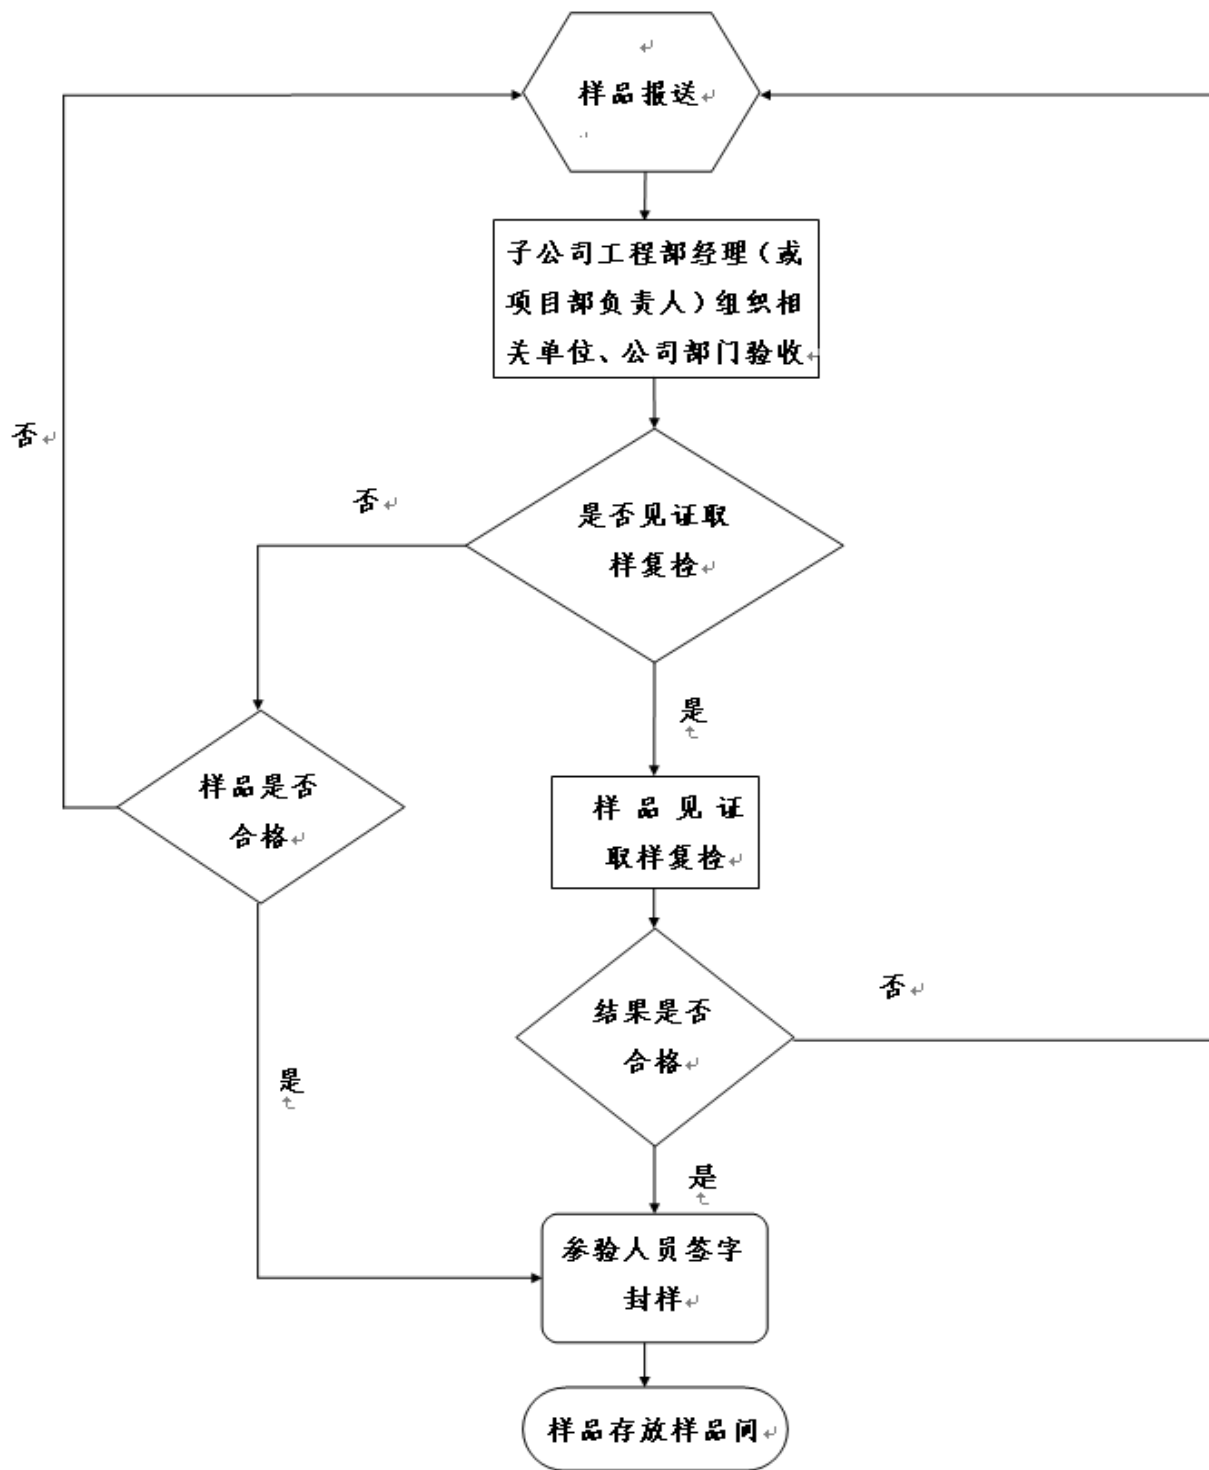 样品报送
子公司工程部经理（或
项目部负责人）组织相
关单位、公司部门验收
否
否
是否见证取
样复检
是
样品是否
合格
样品见证
取样复检
否
结果是否
合格
是
是
参验人员签字
封样
样品存放样品间